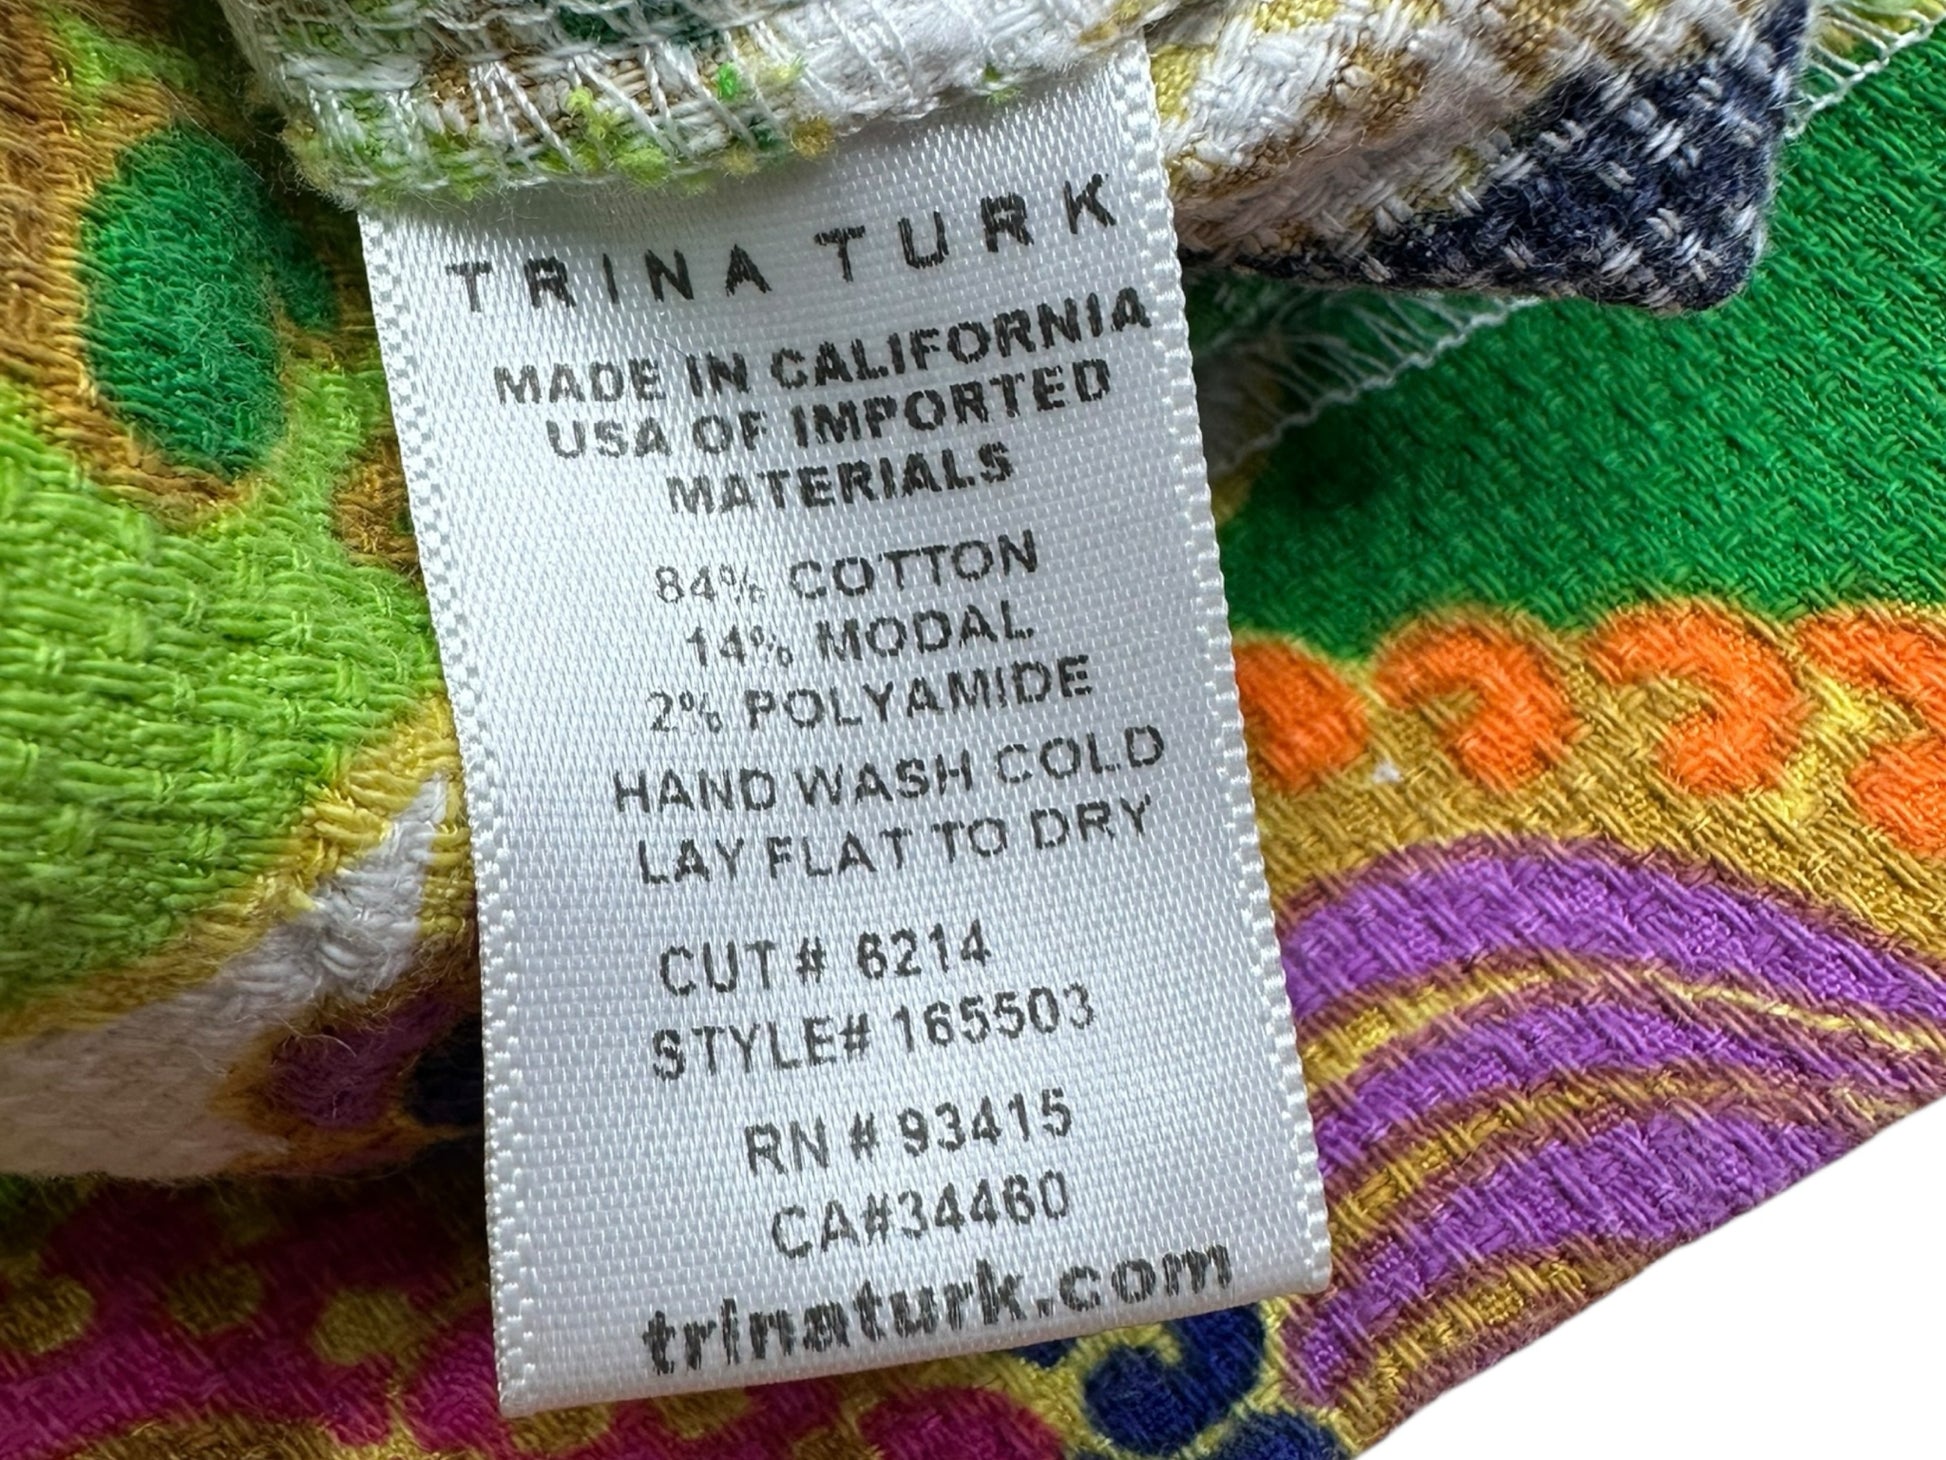 TRINA TURK
MADE IN CALIFORNIA
USA OF IMPORTED
MATERIALS
84% COTTON
14% MODAL
2% POLYAMIDE
HAND WASH COLD
LAY FLAT TO DRY
CUT# 6214
STYLE# 165503
RN # 93415
CA#34460
trinaturk.com